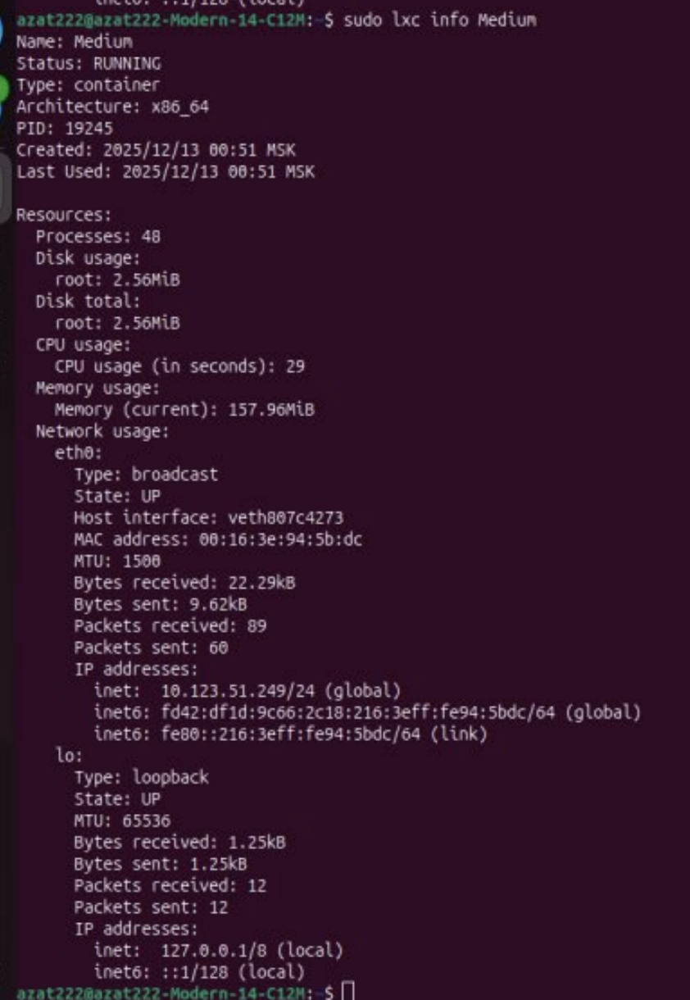 inet6: ::1/128 (local)
azat222@azat222-Modern-14-C12M:~$ sudo lxc info Medium
Name: Medium
Status: RUNNING
Type: container
Architecture: x86_64
PID: 19245
Created: 2025/12/13 00:51 MSK
Last Used: 2025/12/13 00:51 MSK
Resources:
Processes: 48
Disk usage:
root: 2.56MiB
Disk total:
root: 2.56MiB
CPU usage:
CPU usage (in seconds): 29
Memory usage:
Memory (current): 157.96MiB
Network usage:
eth0:
Type: broadcast
State: UP
Host interface: veth807c4273
MAC address: 00:16:3e:94:5b:dc
MTU: 1500
Bytes received: 22.29kB
Bytes sent: 9.62kB
Packets received: 89
Packets sent: 60
IP addresses:
inet:  10.123.51.249/24 (global)
inet6: fd42:df1d:9c66:2c18:216:3eff:fe94:5bdc/64 (global)
inet6: fe80::216:3eff:fe94:5bdc/64 (link)
lo:
Type: loopback
State: UP
MTU: 65536
Bytes received: 1.25kB
Bytes sent: 1.25kB
Packets received: 12
Packets sent: 12
IP addresses:
inet:  127.0.0.1/8 (local)
inet6: ::1/128 (local)
azat222@azat222-Modern-14-C12M:~$